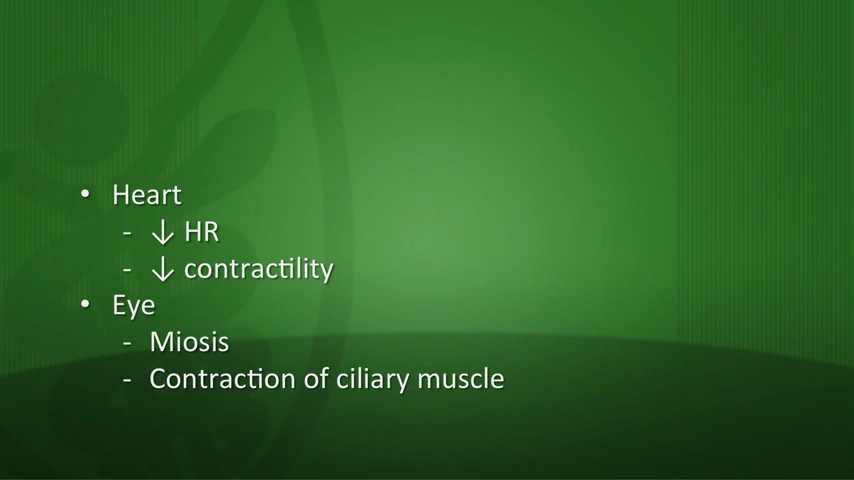 • Heart
- ↓ HR
- ↓ contractility
• Eye
- Miosis
- Contraction of ciliary muscle